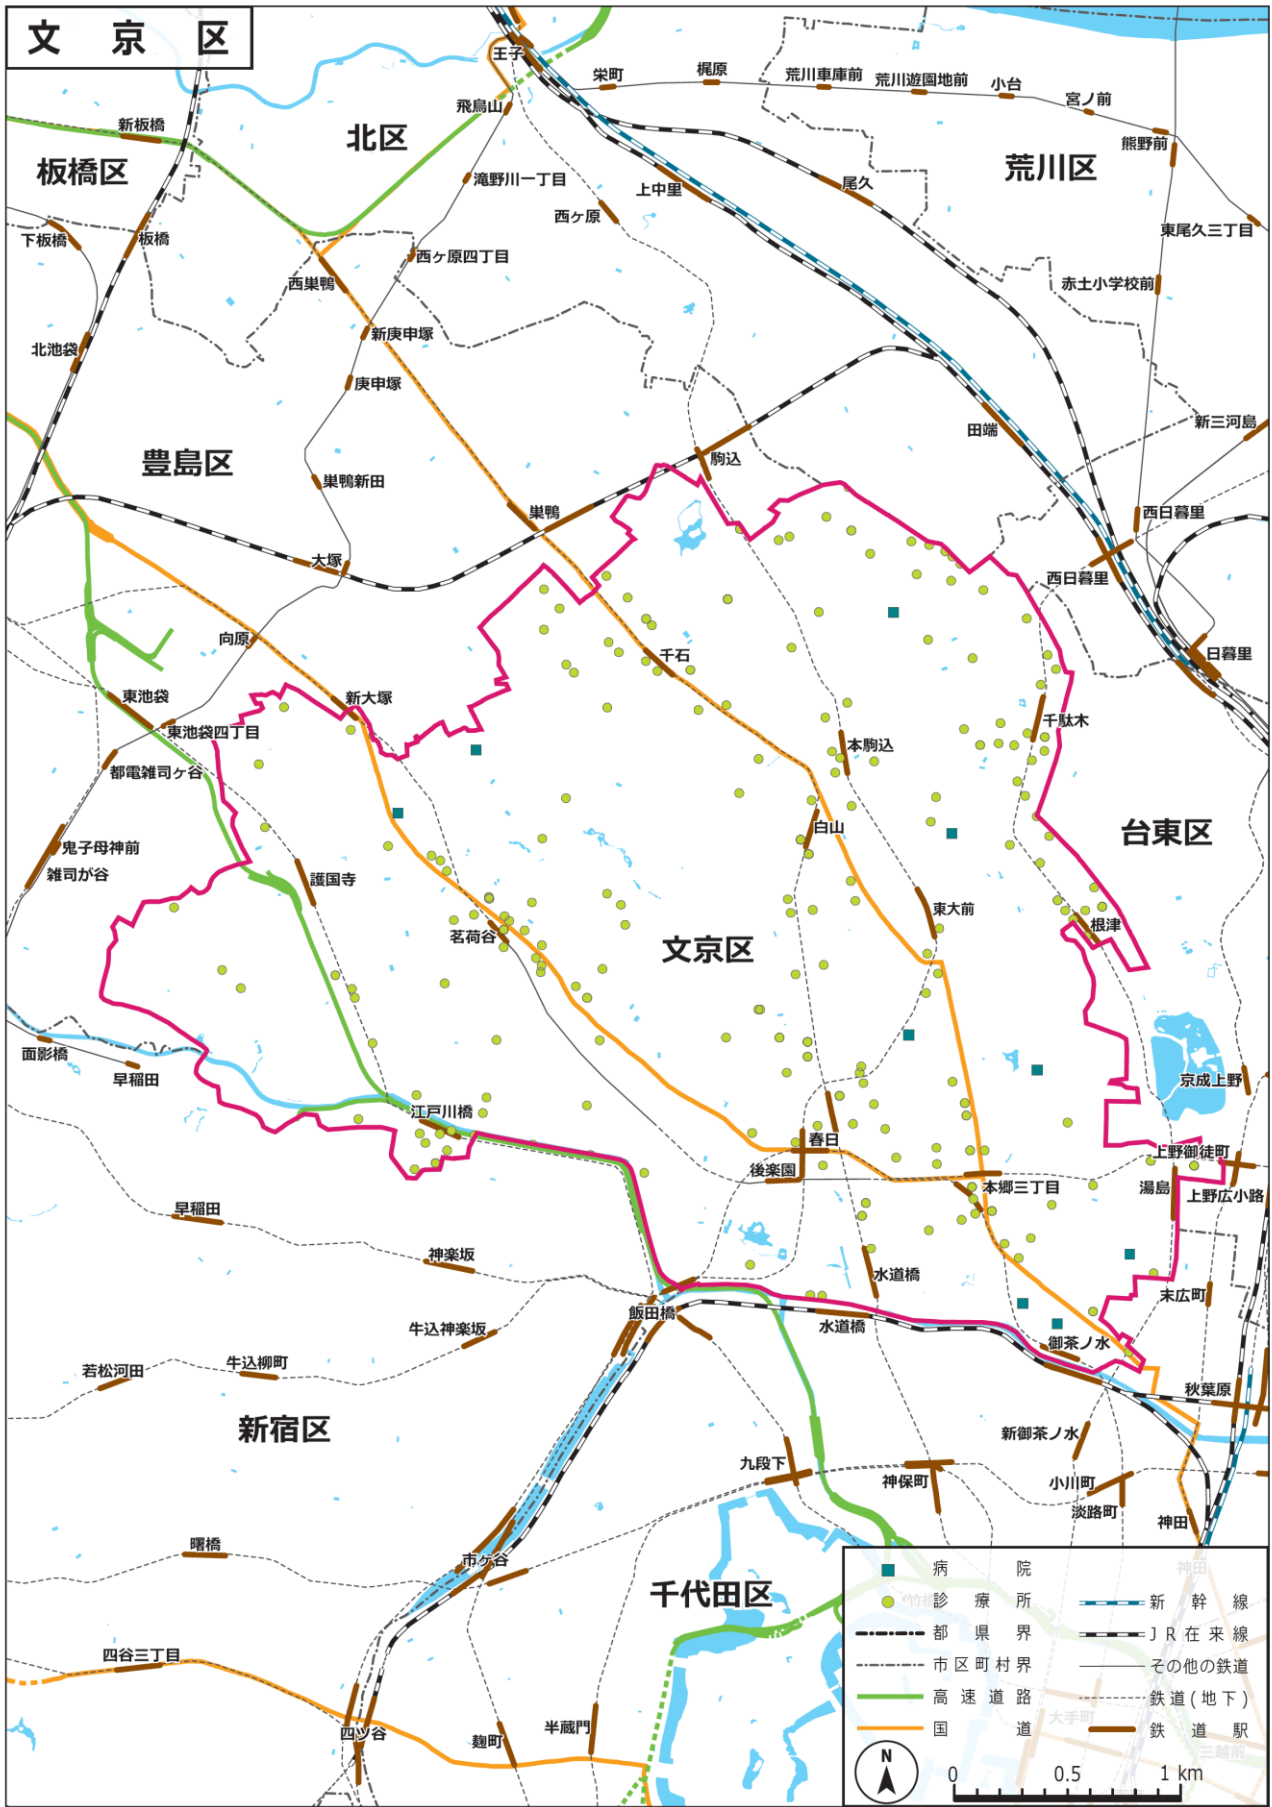 文京区
王子
栄町
梶原
荒川車庫前
荒川遊園地前
小台
宮ノ前
飛鳥山
新板橋
北区
熊野前
板橋区
荒川区
滝野川一丁目
上中里
尾久
西ヶ原
東尾久三丁目
下板橋
板橋
西ヶ原四丁目
西巣鴨
赤土小学校前
新庚申塚
北池袋
庚申塚
新三河島
田端
豊島区
駒込
巣鴨新田
巣鴨
西日暮里
大塚
西日暮里
向原
日暮里
千石
東池袋
新大塚
千駄木
東池袋四丁目
本駒込
都電雑司ヶ谷
白山
台東区
鬼子母神前
雑司が谷
護国寺
東大前
根津
茗荷谷
文京区
面影橋
早稲田
京成上野
江戸川橋
春日
上野御徒町
後楽園
本郷三丁目
湯島
上野広小路
早稲田
神楽坂
水道橋
末広町
飯田橋
水道橋
牛込神楽坂
御茶ノ水
若松河田
牛込柳町
秋葉原
新宿区
新御茶ノ水
九段下
神保町
小川町
淡路町
神田
曙橋
市ヶ谷
千代田区
四谷三丁目
四ツ谷
麹町
半蔵門
病院
診療所
都県界
市区町村界
高速道路
国道
新幹線
JR在来線
その他の鉄道
鉄道(地下)
鉄道駅
神田
大手町
三越前
N
0 0.5 1 km